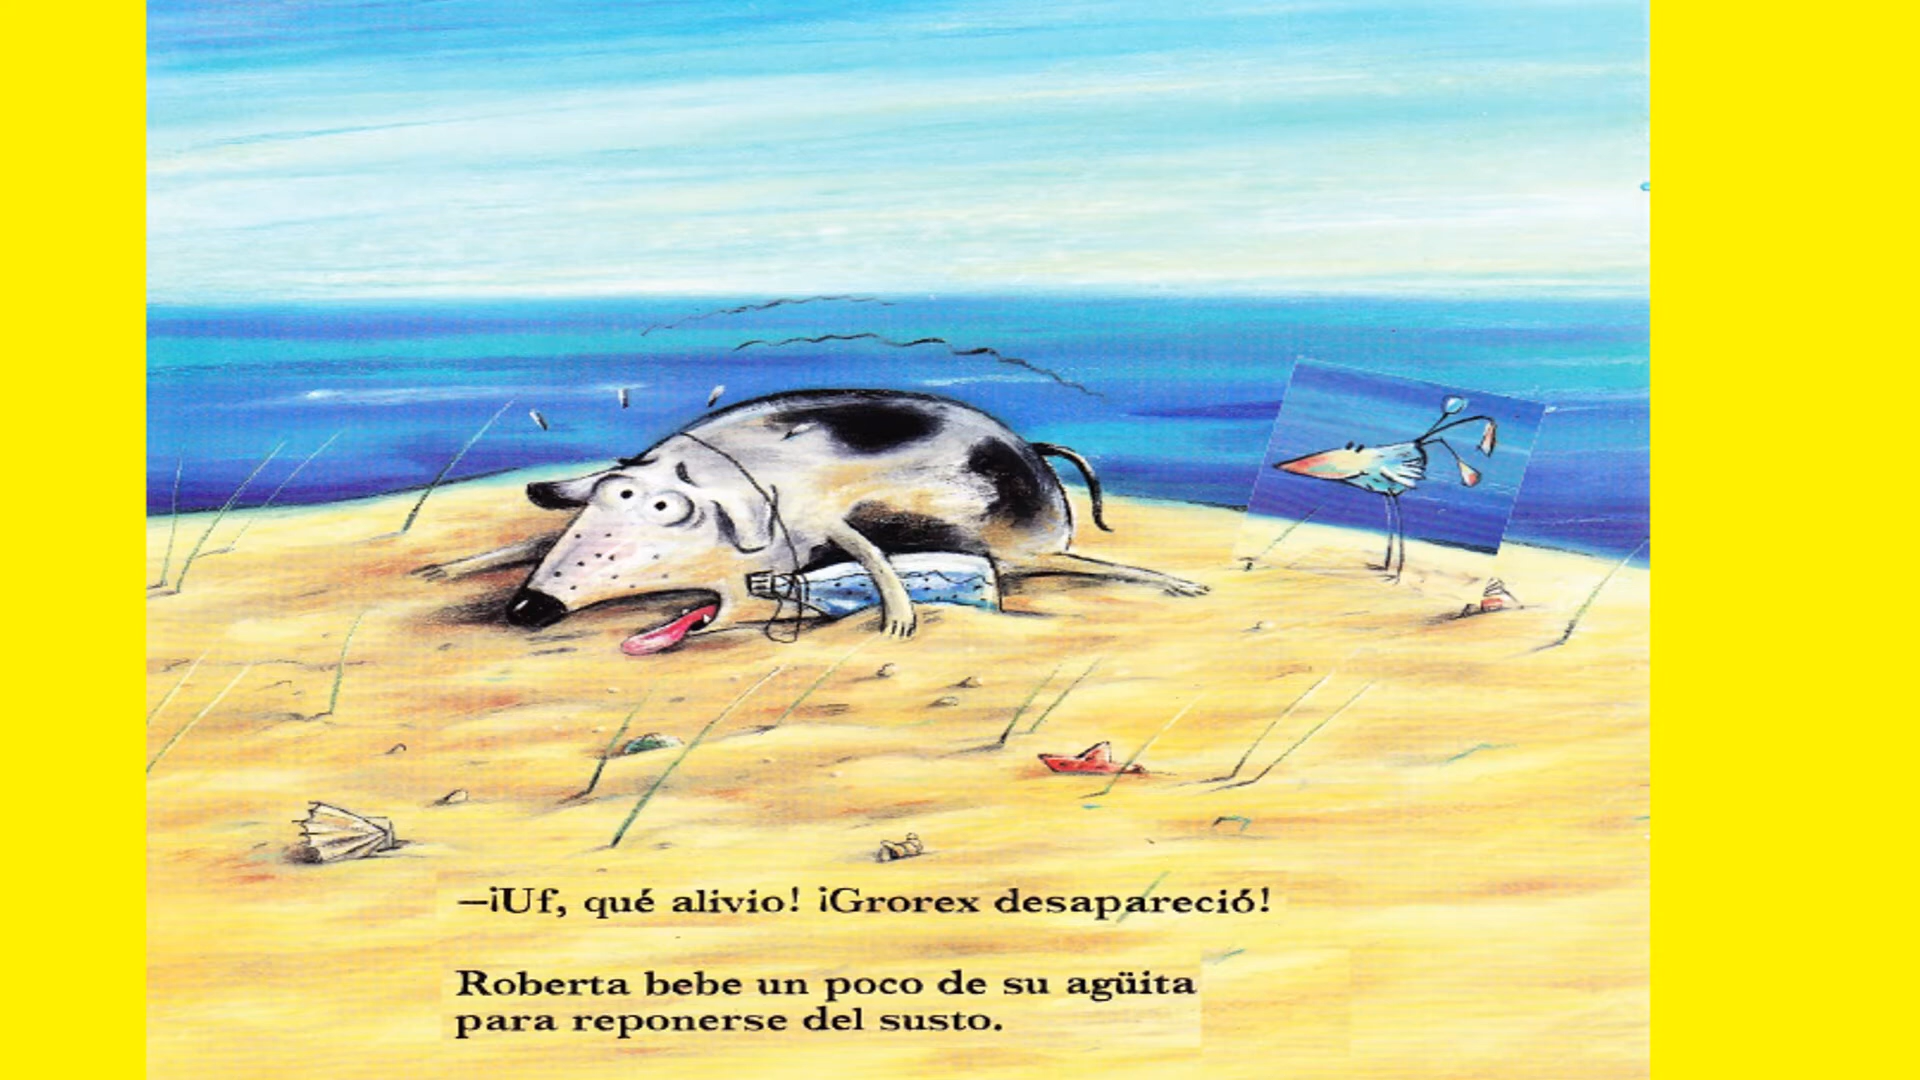 —¡Uf, qué alivio! ¡Grorex desapareció!
Roberta bebe un poco de su agüita
para reponerse del susto.